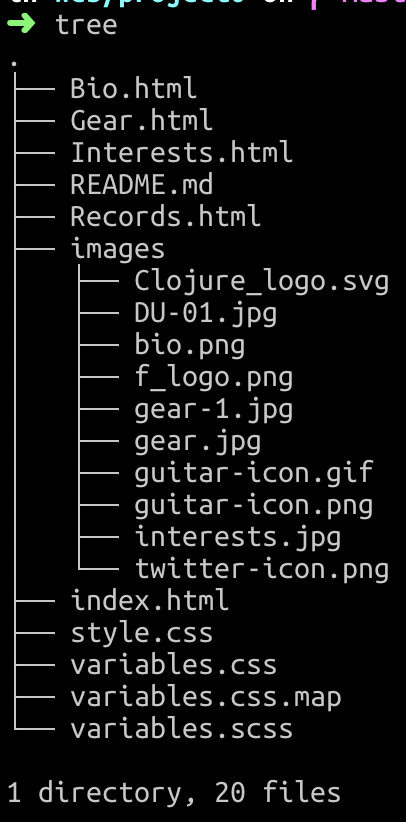 ➜ tree
.
├── Bio.html
├── Gear.html
├── Interests.html
├── README.md
├── Records.html
├── images
│   ├── Clojure_logo.svg
│   ├── DU-01.jpg
│   ├── bio.png
│   ├── f_logo.png
│   ├── gear-1.jpg
│   ├── gear.jpg
│   ├── guitar-icon.gif
│   ├── guitar-icon.png
│   ├── interests.jpg
│   └── twitter-icon.png
├── index.html
├── style.css
├── variables.css
├── variables.css.map
└── variables.scss
1 directory, 20 files